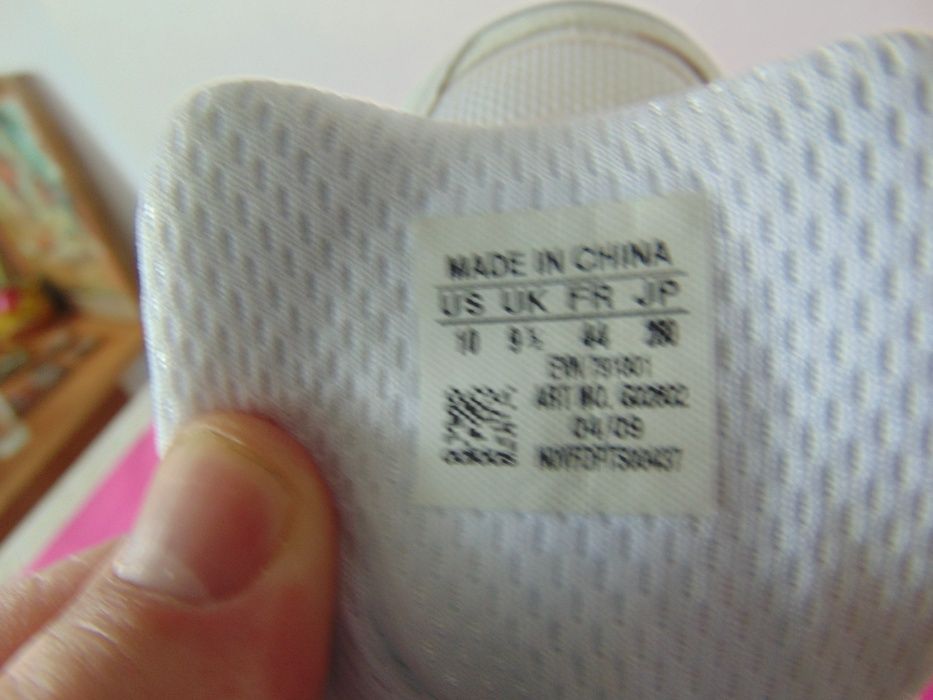 MADE IN CHINA
US UK FR JP
10 9½ 44 280
ART NO.
04/09
adidas